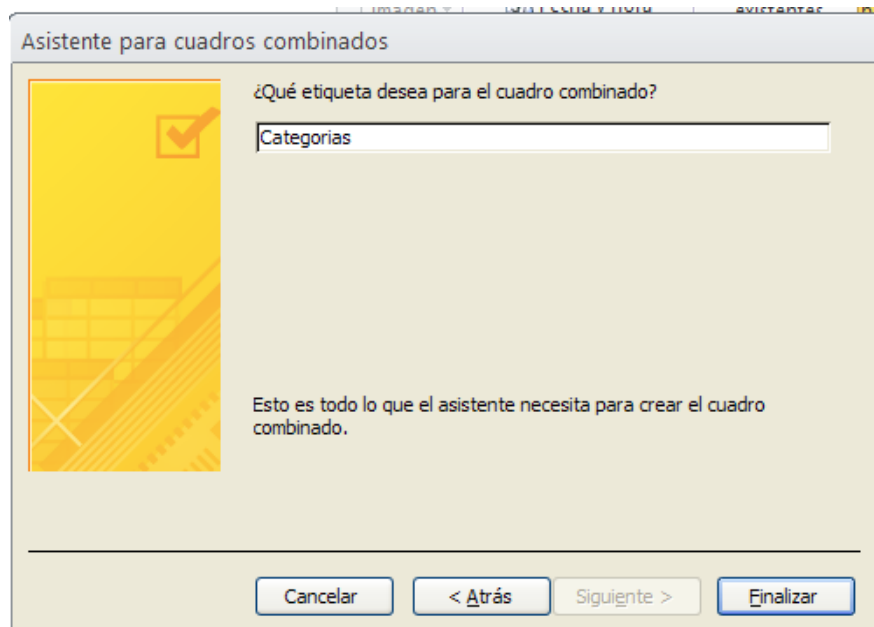 existentes
Asistente para cuadros combinados
¿Qué etiqueta desea para el cuadro combinado?
Categorias
Esto es todo lo que el asistente necesita para crear el cuadro
combinado.
Cancelar
< Atrás
Siguiente >
Finalizar